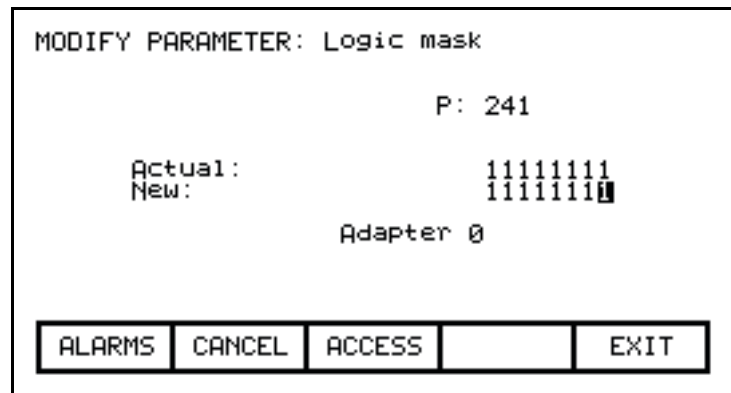 MODIFY PARAMETER: Logic mask
P: 241
Actual: 11111111
New: 11111111
Adapter 0
ALARMS CANCEL ACCESS EXIT